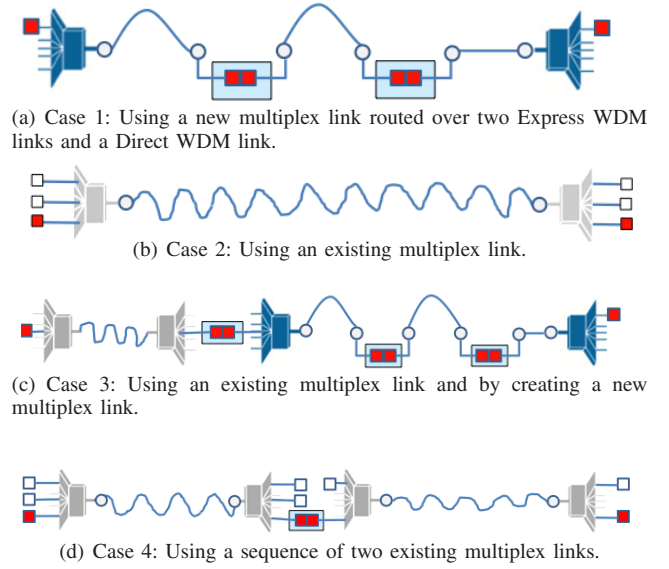 (a) Case 1: Using a new multiplex link routed over two Express WDM
links and a Direct WDM link.
(b) Case 2: Using an existing multiplex link.
(c) Case 3: Using an existing multiplex link and by creating a new
multiplex link.
(d) Case 4: Using a sequence of two existing multiplex links.